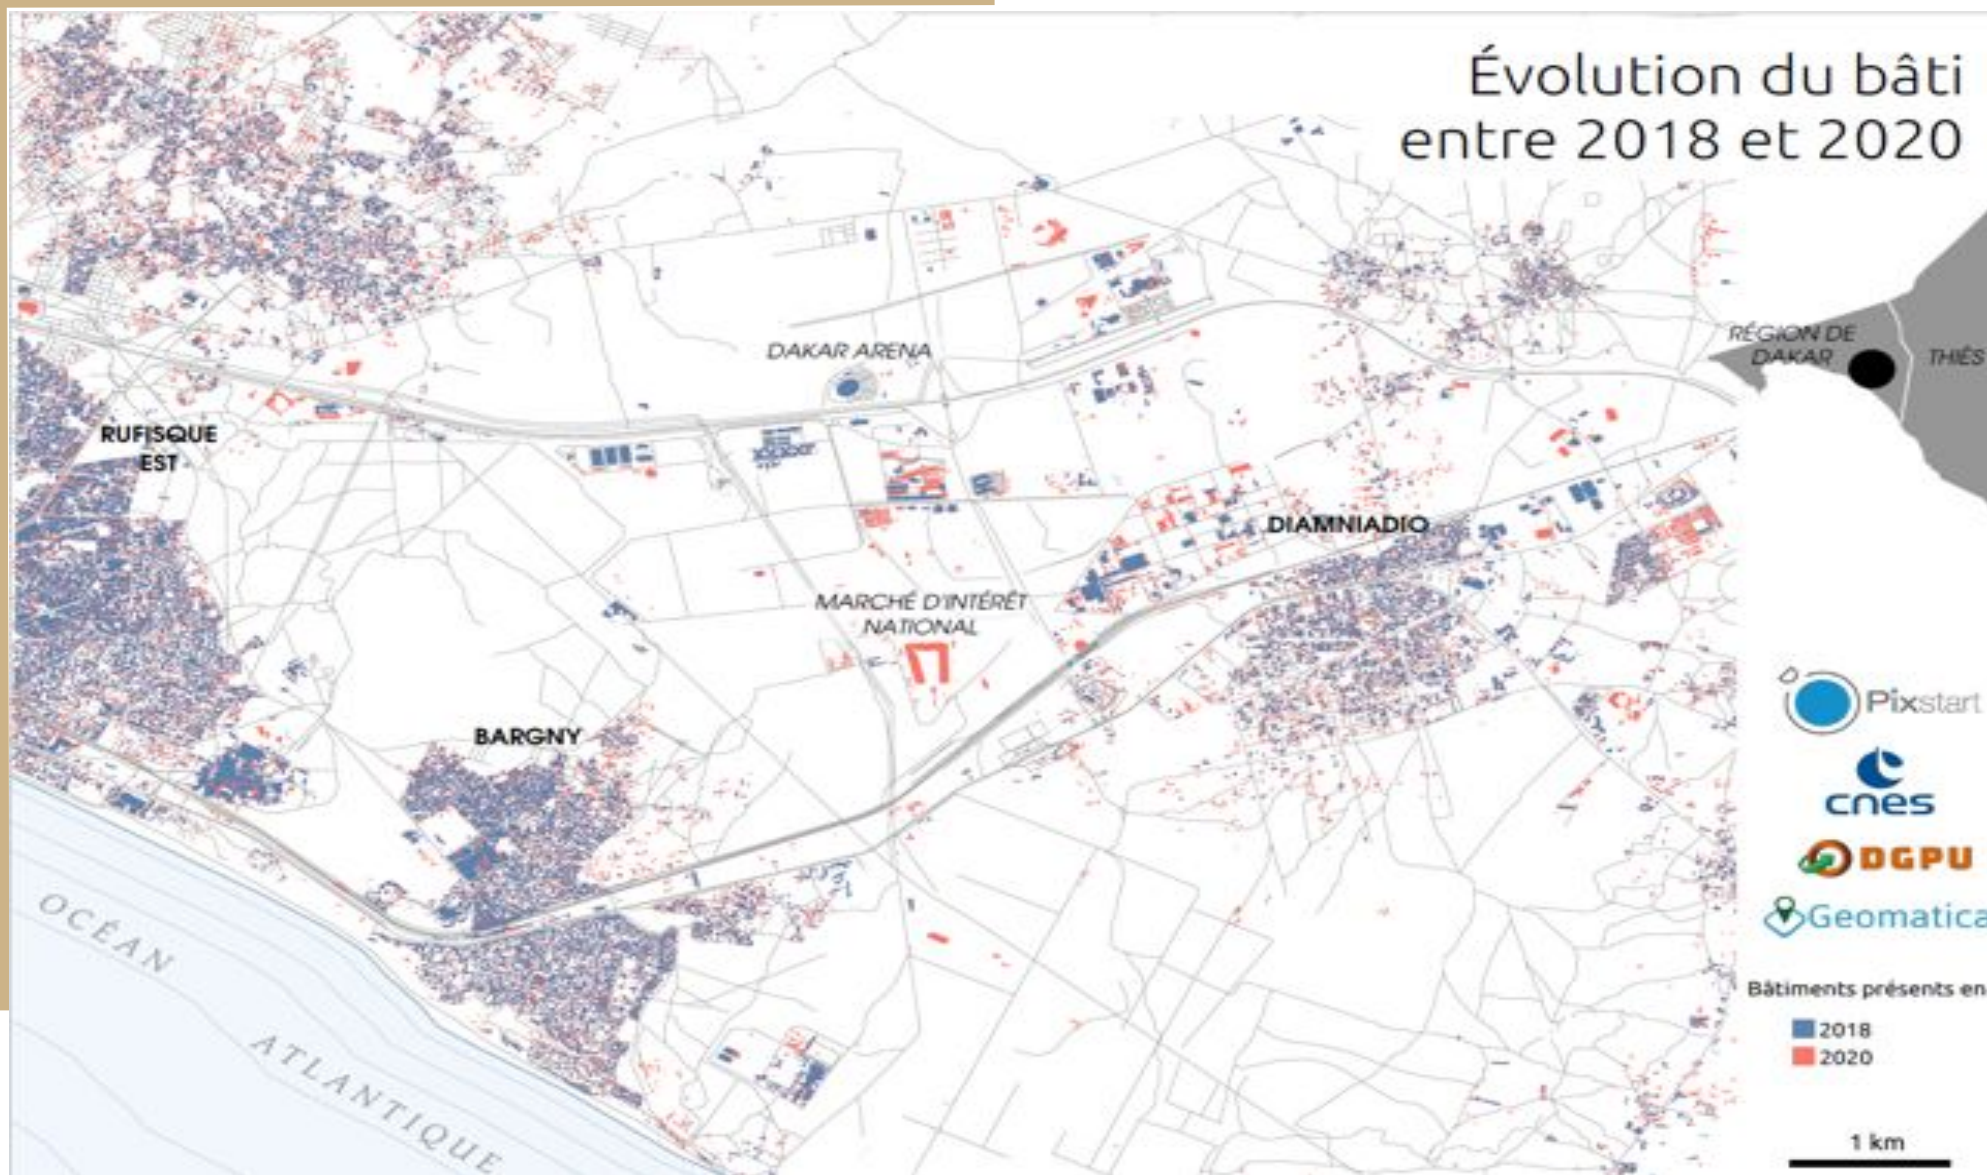 Évolution du bâti
entre 2018 et 2020
RÉGION DE
DAKAR
THIÈS
DAKAR ARENA
RUFISQUE
EST
DIAMNIADIO
MARCHÉ D'INTÉRÊT
NATIONAL
BARGNY
OCÉAN
ATLANTIQUE
Pixstart
cnes
DGPU
Geomatica
Bâtiments présents en
2018
2020
1 km